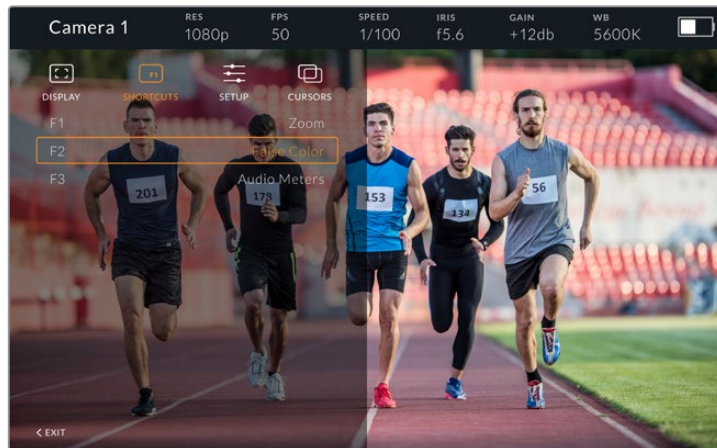 Camera 1
RES
1080p
FPS
50
SPEED
1/100
IRIS
f5.6
GAIN
+12db
WB
5600K
DISPLAY
F1
SHORTCUTS
SETUP
CURSORS
F1 Zoom
F2 False Color
F3 Audio Meters
201
178
153
134
56
< EXIT